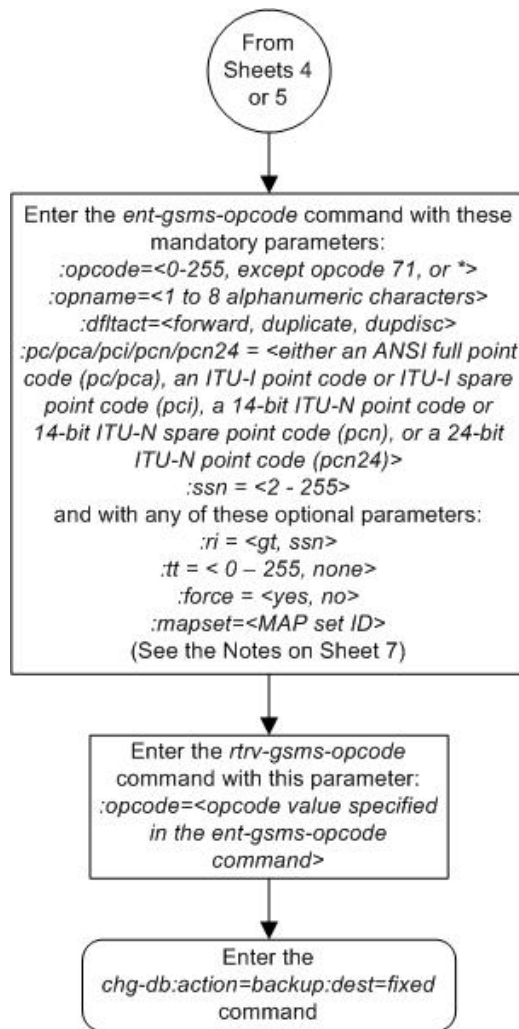 From
Sheets 4
or 5
Enter the ent-gsms-opcode command with these
mandatory parameters:
:opcode=<0-255, except opcode 71, or *>
:opname=<1 to 8 alphanumeric characters>
:dfltact=<forward, duplicate, dupdisc>
:pc/pca/pci/pcn/pcn24 = <either an ANSI full point
code (pc/pca), an ITU-I point code or ITU-I spare
point code (pci), a 14-bit ITU-N point code or
14-bit ITU-N spare point code (pcn), or a 24-bit
ITU-N point code (pcn24)>
:ssn = <2 - 255>
and with any of these optional parameters:
:ri = <gt, ssn>
:tt = < 0 – 255, none>
:force = <yes, no>
:mapset=<MAP set ID>
(See the Notes on Sheet 7)
Enter the rtrv-gsms-opcode
command with this parameter:
:opcode=<opcode value specified
in the ent-gsms-opcode
command>
Enter the
chg-db:action=backup:dest=fixed
command